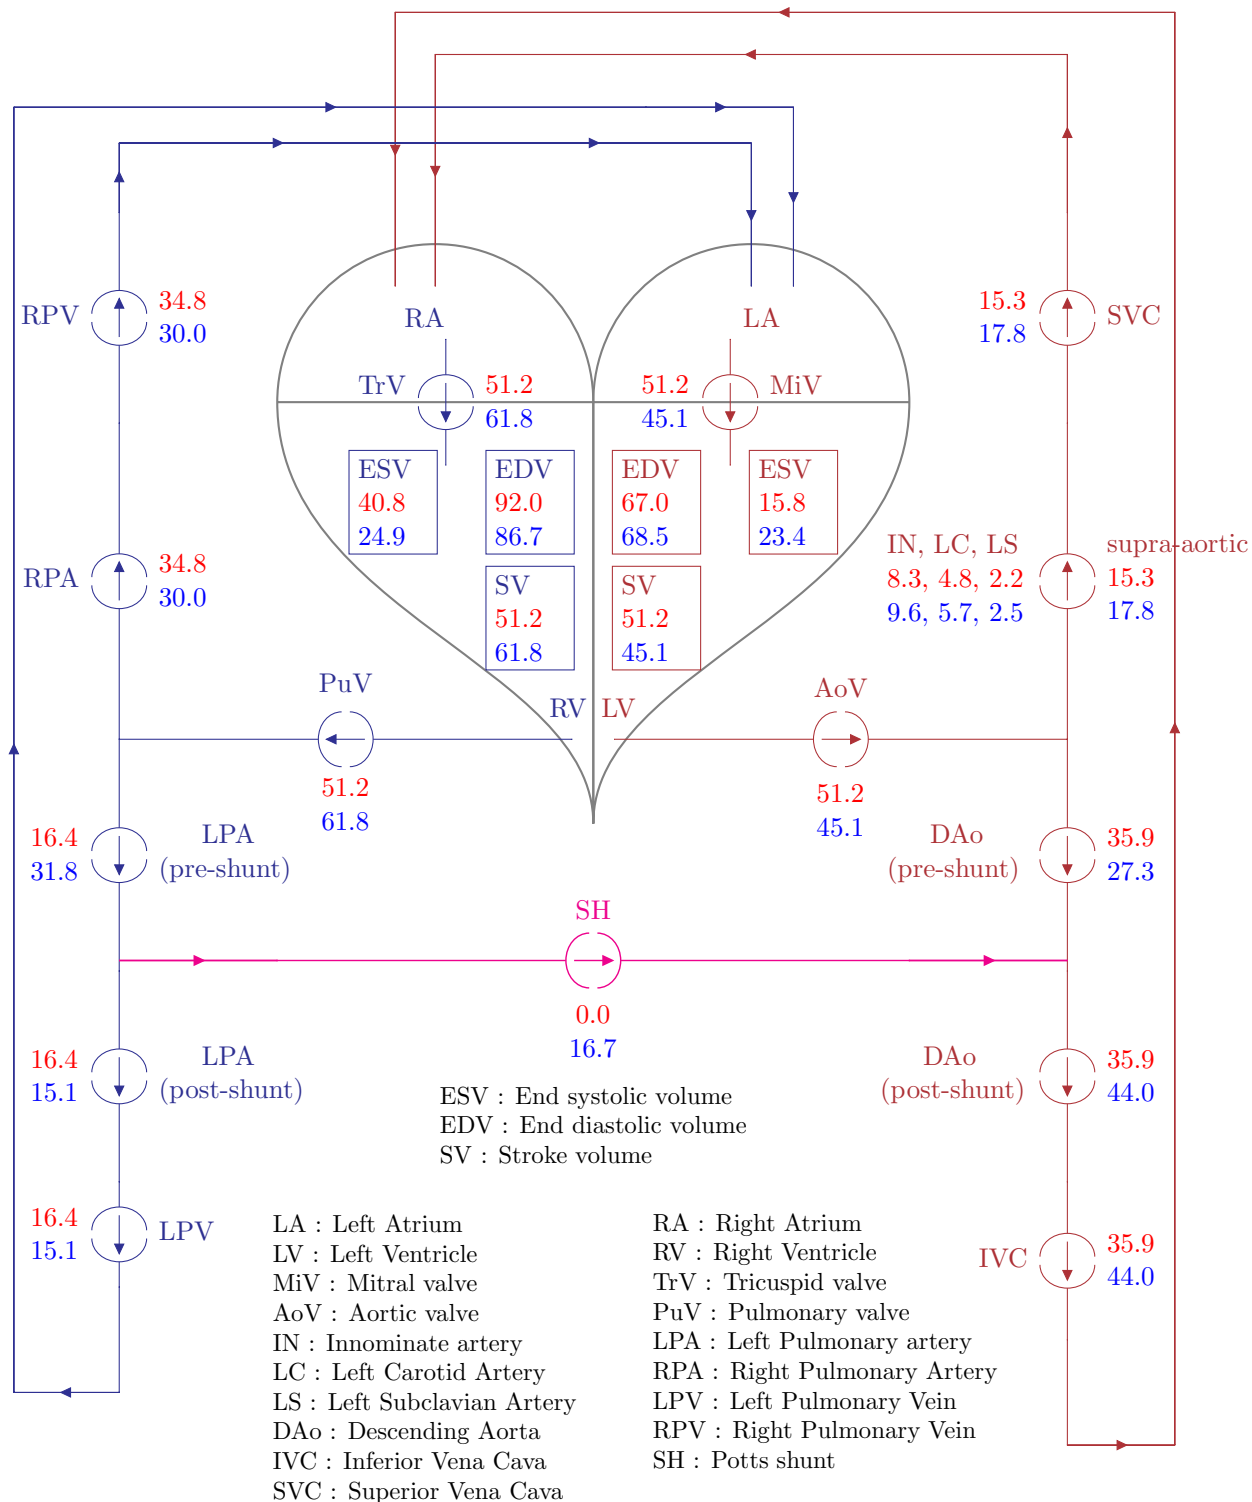 RPV
34.8
30.0
RA
LA
15.3
17.8
SVC
TrV
51.2
61.8
51.2
45.1
MiV
ESV
40.8
24.9
EDV
92.0
86.7
EDV
67.0
68.5
ESV
15.8
23.4
RPA
34.8
30.0
SV
51.2
61.8
SV
51.2
45.1
IN, LC, LS
8.3, 4.8, 2.2
9.6, 5.7, 2.5
supra-aortic
15.3
17.8
PuV
51.2
61.8
RV
LV
AoV
51.2
45.1
16.4
31.8
LPA
(pre-shunt)
DAo
(pre-shunt)
35.9
27.3
SH
0.0
16.7
16.4
15.1
LPA
(post-shunt)
DAo
(post-shunt)
35.9
44.0
ESV : End systolic volume
EDV : End diastolic volume
SV : Stroke volume
16.4
15.1
LPV
IVC
35.9
44.0
LA : Left Atrium
LV : Left Ventricle
MiV : Mitral valve
AoV : Aortic valve
IN : Innominate artery
LC : Left Carotid Artery
LS : Left Subclavian Artery
DAo : Descending Aorta
IVC : Inferior Vena Cava
SVC : Superior Vena Cava
RA : Right Atrium
RV : Right Ventricle
TrV : Tricuspid valve
PuV : Pulmonary valve
LPA : Left Pulmonary artery
RPA : Right Pulmonary Artery
LPV : Left Pulmonary Vein
RPV : Right Pulmonary Vein
SH : Potts shunt